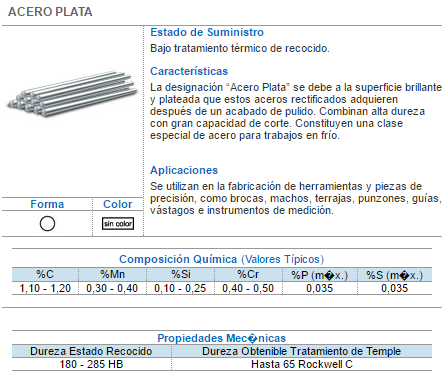 ACERO PLATA
Estado de Suministro
Bajo tratamiento térmico de recocido.
Características
La designación “Acero Plata” se debe a la superficie brillante
y plateada que estos aceros rectificados adquieren
después de un acabado de pulido. Combinan alta dureza
con gran capacidad de corte. Constituyen una clase
especial de acero para trabajos en frío.
Aplicaciones
Se utilizan en la fabricación de herramientas y piezas de
precisión, como brocas, machos, terrajas, punzones, guías,
vástagos e instrumentos de medición.
Forma Color
sin color
Composición Química (Valores Típicos)
%C %Mn %Si %Cr %P (m�x.) %S (m�x.)
1,10 - 1,20 0,30 - 0,40 0,10 - 0,25 0,40 - 0,50 0,035 0,035
Propiedades Mec�nicas
Dureza Estado Recocido Dureza Obtenible Tratamiento de Temple
180 - 285 HB Hasta 65 Rockwell C